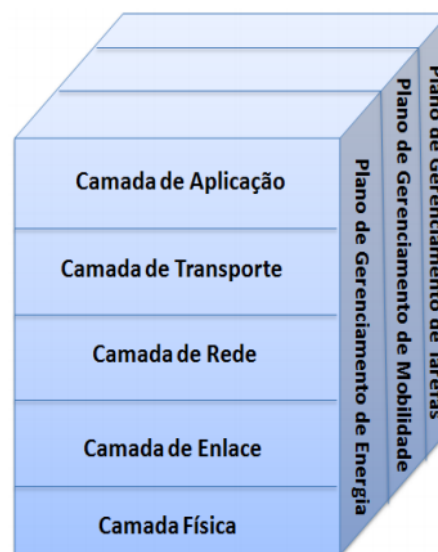 Camada de Aplicação
Camada de Transporte
Camada de Rede
Camada de Enlace
Camada Física
Plano de Gerenciamento de Energia
Plano de Gerenciamento de Mobilidade
Plano de Gerenciamento de Tarefas